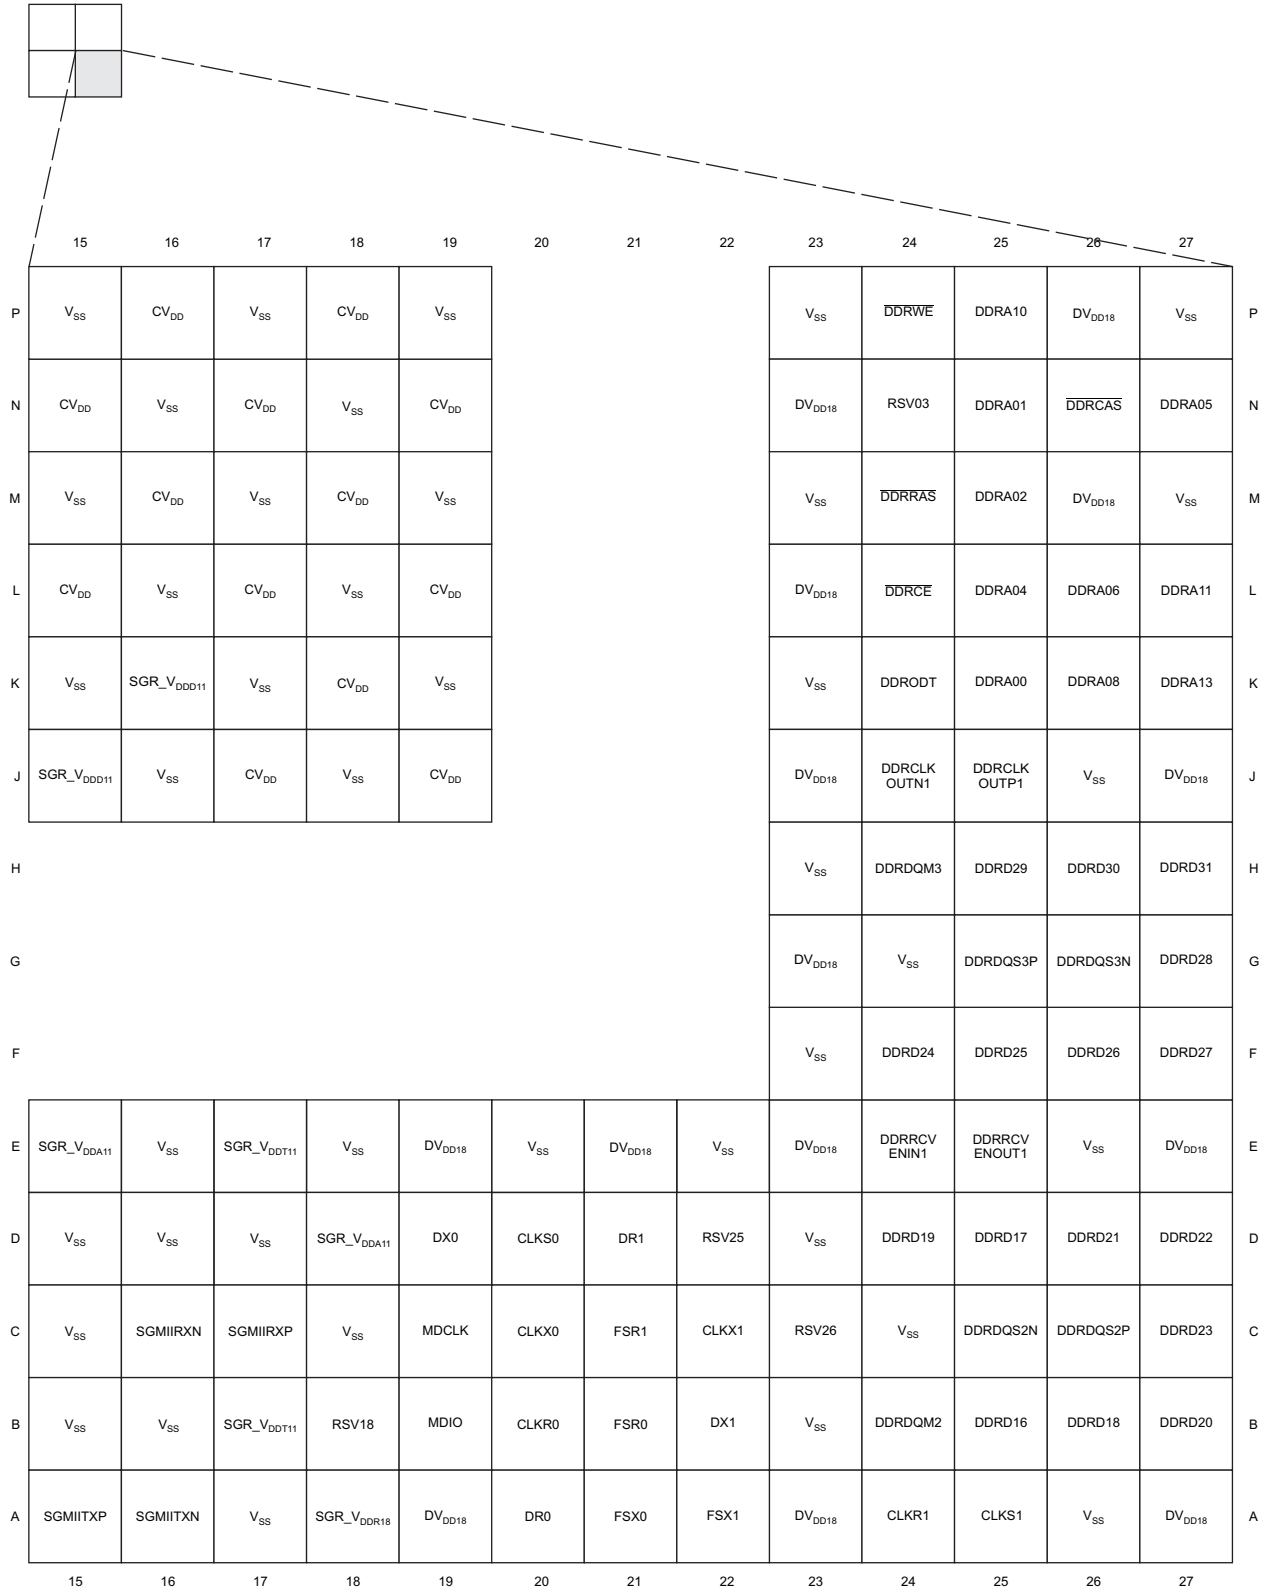 15 16 17 18 19 20 21 22 23 24 25 26 27
P VSS CVDD VSS CVDD VSS VSS DDRWE DDRA10 DVDD18 VSS P
N CVDD VSS CVDD VSS CVDD DVDD18 RSV03 DDRA01 DDRCAS DDRA05 N
M VSS CVDD VSS CVDD VSS VSS DDRRAS DDRA02 DVDD18 VSS M
L CVDD VSS CVDD VSS CVDD DVDD18 DDRCE DDRA04 DDRA06 DDRA11 L
K VSS SGR_VDDD11 VSS CVDD VSS VSS DDRODT DDRA00 DDRA08 DDRA13 K
J SGR_VDDD11 VSS CVDD VSS CVDD DVDD18 DDRCLK OUTN1 DDRCLK OUTP1 VSS DVDD18 J
H VSS DDRDQM3 DDRD29 DDRD30 DDRD31 H
G DVDD18 VSS DDRDQS3P DDRDQS3N DDRD28 G
F VSS DDRD24 DDRD25 DDRD26 DDRD27 F
E SGR_VDDA11 VSS SGR_VDDT11 VSS DVDD18 VSS DVDD18 VSS DVDD18 DDRRCV ENIN1 DDRRCV ENOUT1 VSS DVDD18 E
D VSS VSS VSS SGR_VDDA11 DX0 CLKS0 DR1 RSV25 VSS DDRD19 DDRD17 DDRD21 DDRD22 D
C VSS SGMIIRXN SGMIIRXP VSS MDCLK CLKX0 FSR1 CLKX1 RSV26 VSS DDRDQS2N DDRDQS2P DDRD23 C
B VSS VSS SGR_VDDT11 RSV18 MDIO CLKR0 FSR0 DX1 VSS DDRDQM2 DDRD16 DDRD18 DDRD20 B
A SGMIITXP SGMIITXN VSS SGR_VDDR18 DVDD18 DR0 FSX0 FSX1 DVDD18 CLKR1 CLKS1 VSS DVDD18 A
15 16 17 18 19 20 21 22 23 24 25 26 27